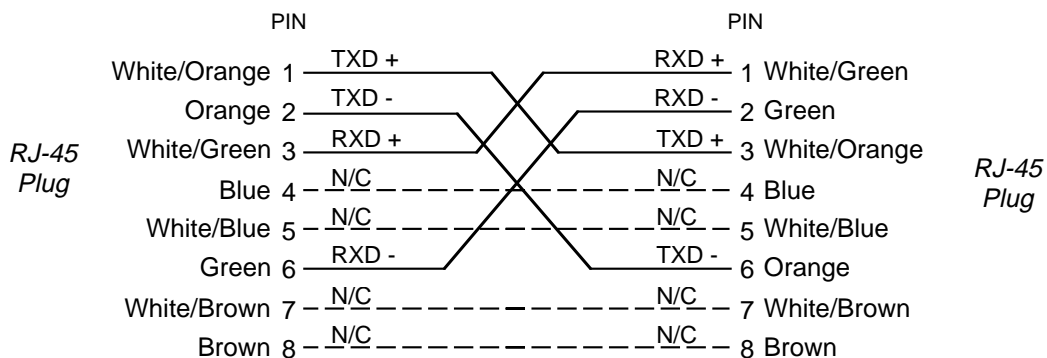 PIN PIN
White/Orange 1 TXD + RXD + 1 White/Green
Orange 2 TXD - RXD - 2 Green
White/Green 3 RXD + TXD + 3 White/Orange
RJ-45 Plug
RJ-45 Plug
Blue 4 N/C N/C 4 Blue
White/Blue 5 N/C N/C 5 White/Blue
Green 6 RXD - TXD - 6 Orange
White/Brown 7 N/C N/C 7 White/Brown
Brown 8 N/C N/C 8 Brown